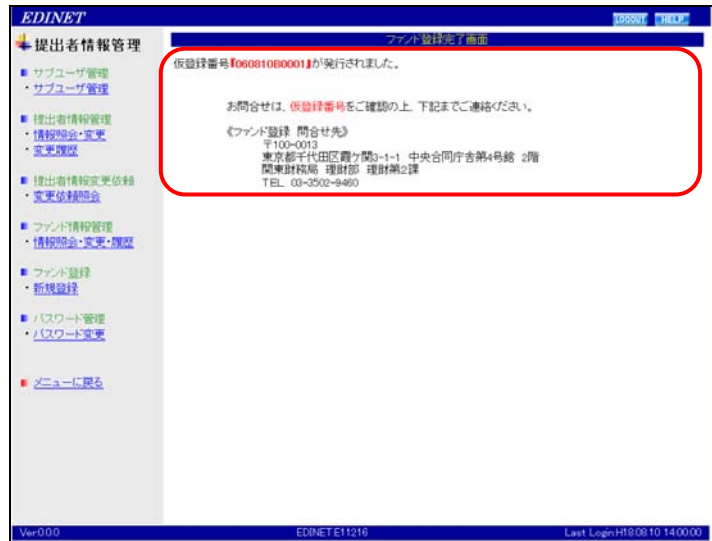 EDINET
LOGOUT HELP
提出者情報管理
ファンド登録完了画面
仮登録番号『060810B0001』が発行されました。
お問合せは、仮登録番号をご確認の上、下記までご連絡ください。
《ファンド登録 問合せ先》
〒100-0013
東京都千代田区霞ケ関3-1-1 中央合同庁舎第4号館 2階
関東財務局 理財部 理財第2課
TEL 03-3502-9460
サブユーザ管理
・サブユーザ管理
提出者情報管理
・情報照会・変更
・変更履歴
提出者情報変更依頼
・変更依頼照会
ファンド情報管理
・情報照会・変更・履歴
ファンド登録
・新規登録
パスワード管理
・パスワード変更
メニューに戻る
Ver0.0.0
EDINET:E11216
Last Login:H18.08.10 14:00:00